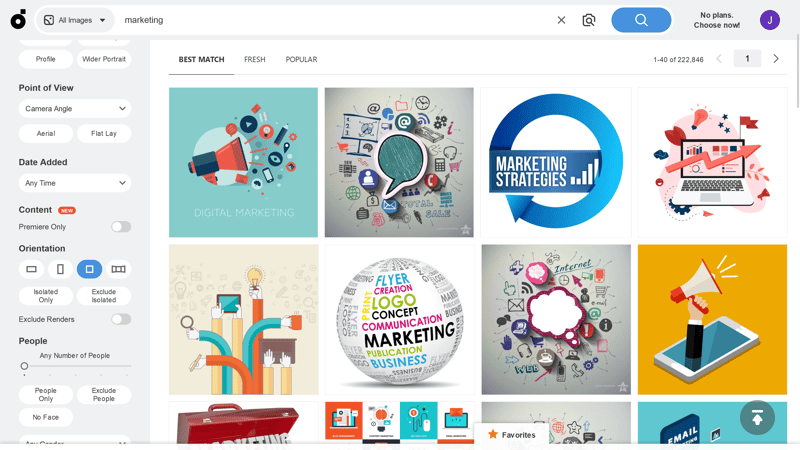 All Images
marketing
No plans.
Choose now!
J
Profile
Wider Portrait
Point of View
Camera Angle
Aerial
Flat Lay
Date Added
Any Time
Content
NEW
Premiere Only
Orientation
Isolated
Only
Exclude
Isolated
Exclude Renders
People
Any Number of People
People
Only
Exclude
People
No Face
Any Gender
BEST MATCH
FRESH
POPULAR
1-40 of 222,846
1
DIGITAL MARKETING
TOTAL
SALE
MARKETING
STRATEGIES
FLYER
CREATION
PRINT
LOGO
CONCEPT
COMMUNICATION
MARKETING
PUBLICATION
BUSINESS
Internet
WEB
EMAIL
Favorites